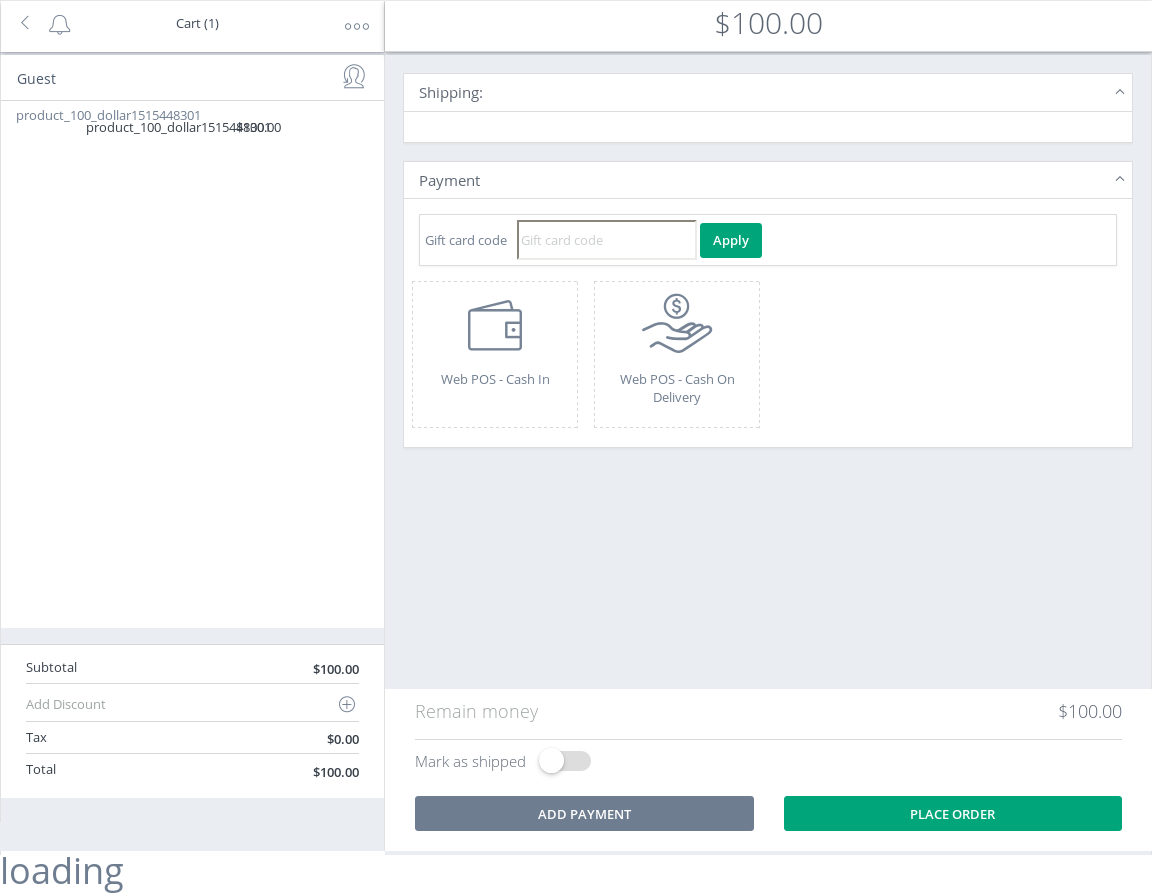 Cart (1)
$100.00
Guest
product_100_dollar1515448301
product_100_dollar1515448301
$100.00
Subtotal
$100.00
Add Discount
Tax
$0.00
Total
$100.00
Shipping:
Payment
Gift card code
Gift card code
Apply
Web POS - Cash In
Web POS - Cash On
Delivery
Remain money
$100.00
Mark as shipped
ADD PAYMENT
PLACE ORDER
loading